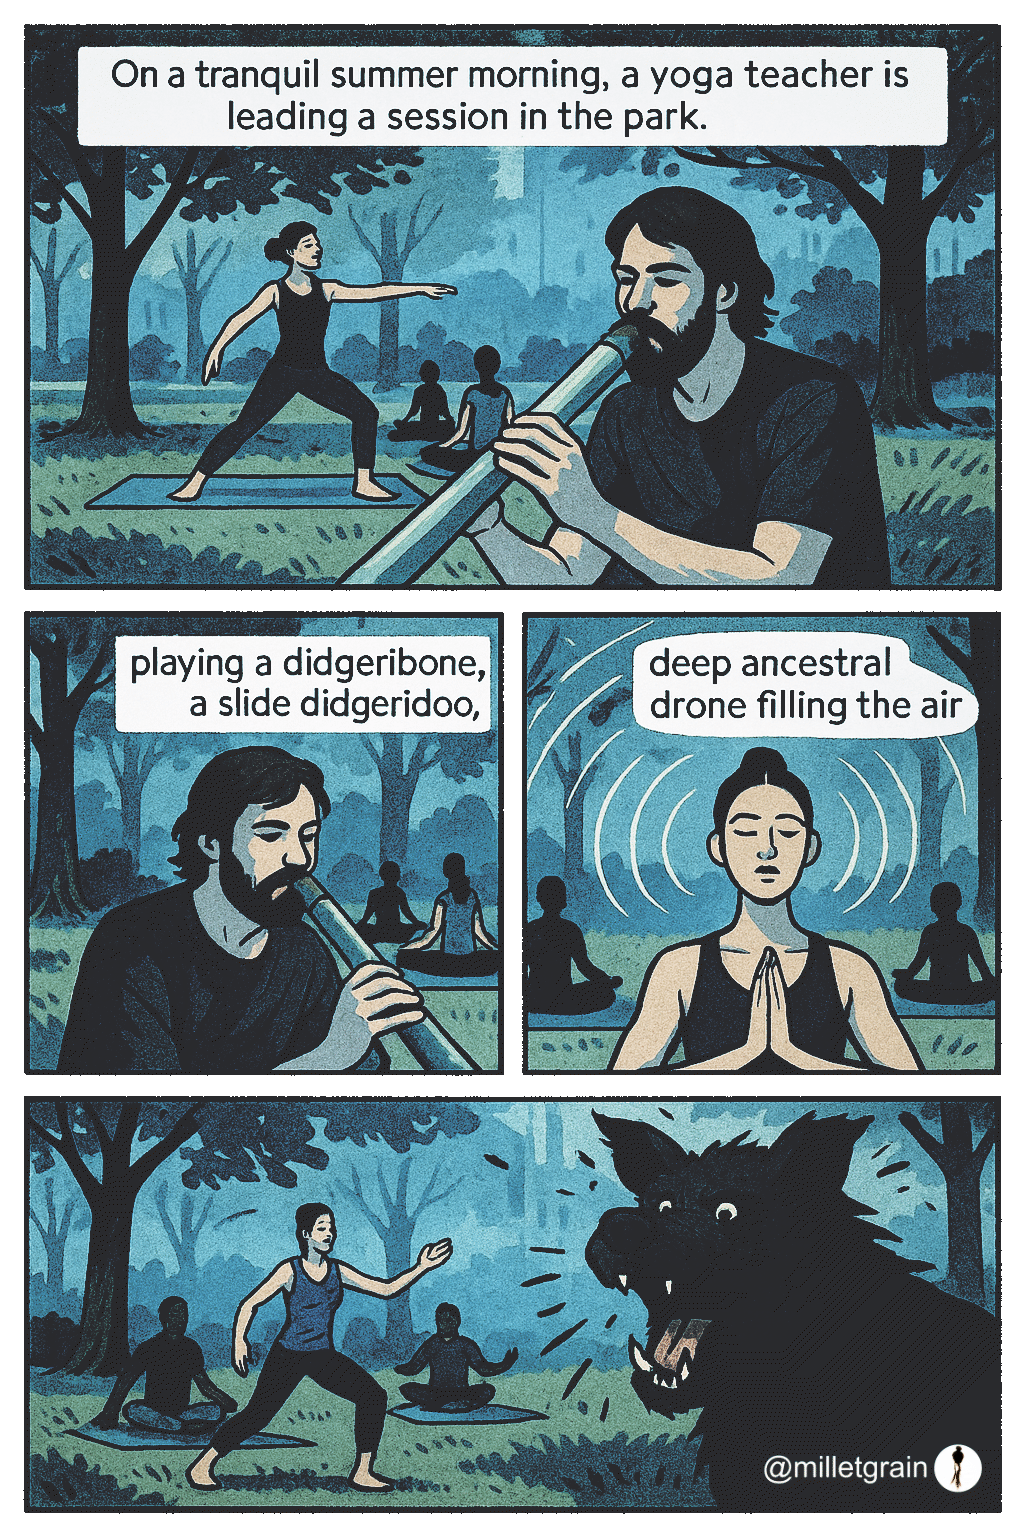 On a tranquil summer morning, a yoga teacher is
leading a session in the park.
playing a didgeribone,
a slide didgeridoo,
deep ancestral
drone filling the air
@milletgrain